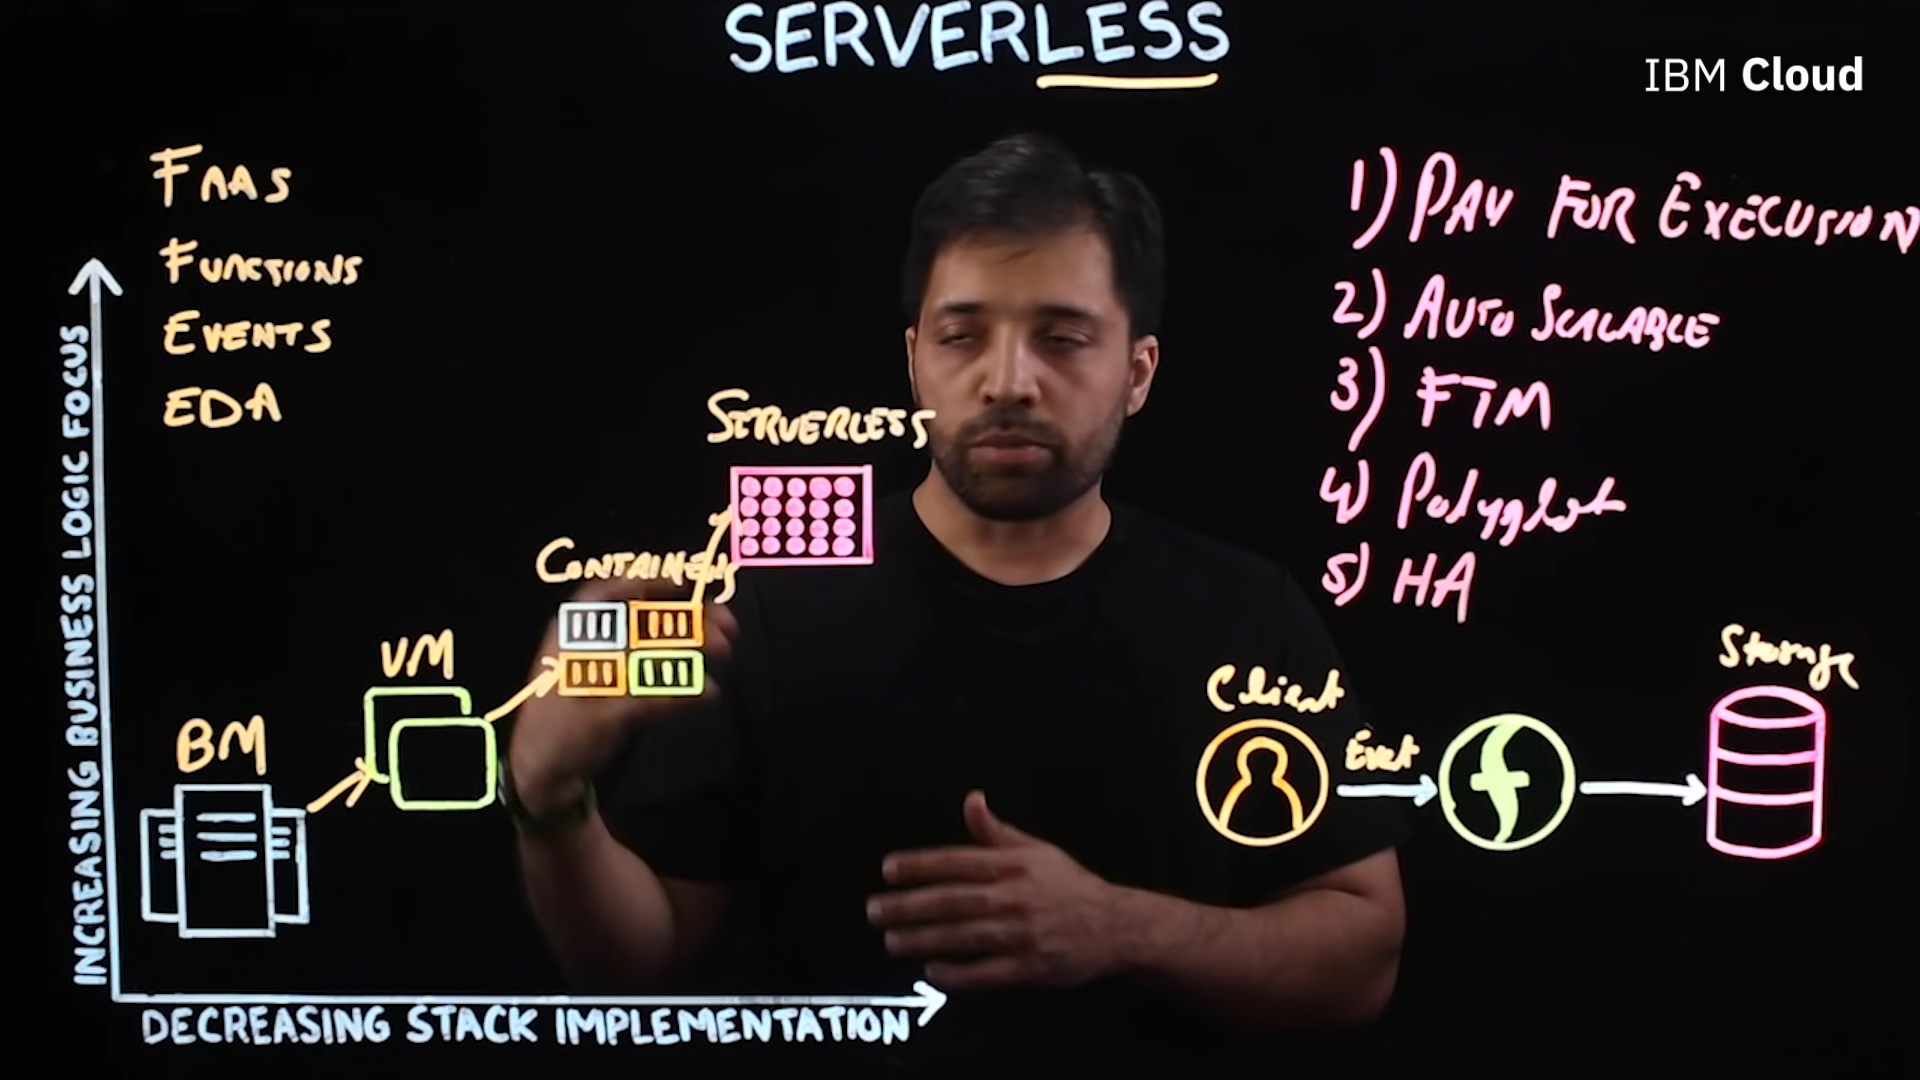 SERVERLESS
IBM Cloud
FAAS
FUNCTIONS
EVENTS
EDA
1) PAY FOR EXECUSION
2) AUTO SCALABLE
3) FTM
4) Polyglot
5) HA
SERVERLESS
CONTAINERS
VM
BM
Client
Event
Storage
INCREASING BUSINESS LOGIC FOCUS
DECREASING STACK IMPLEMENTATION